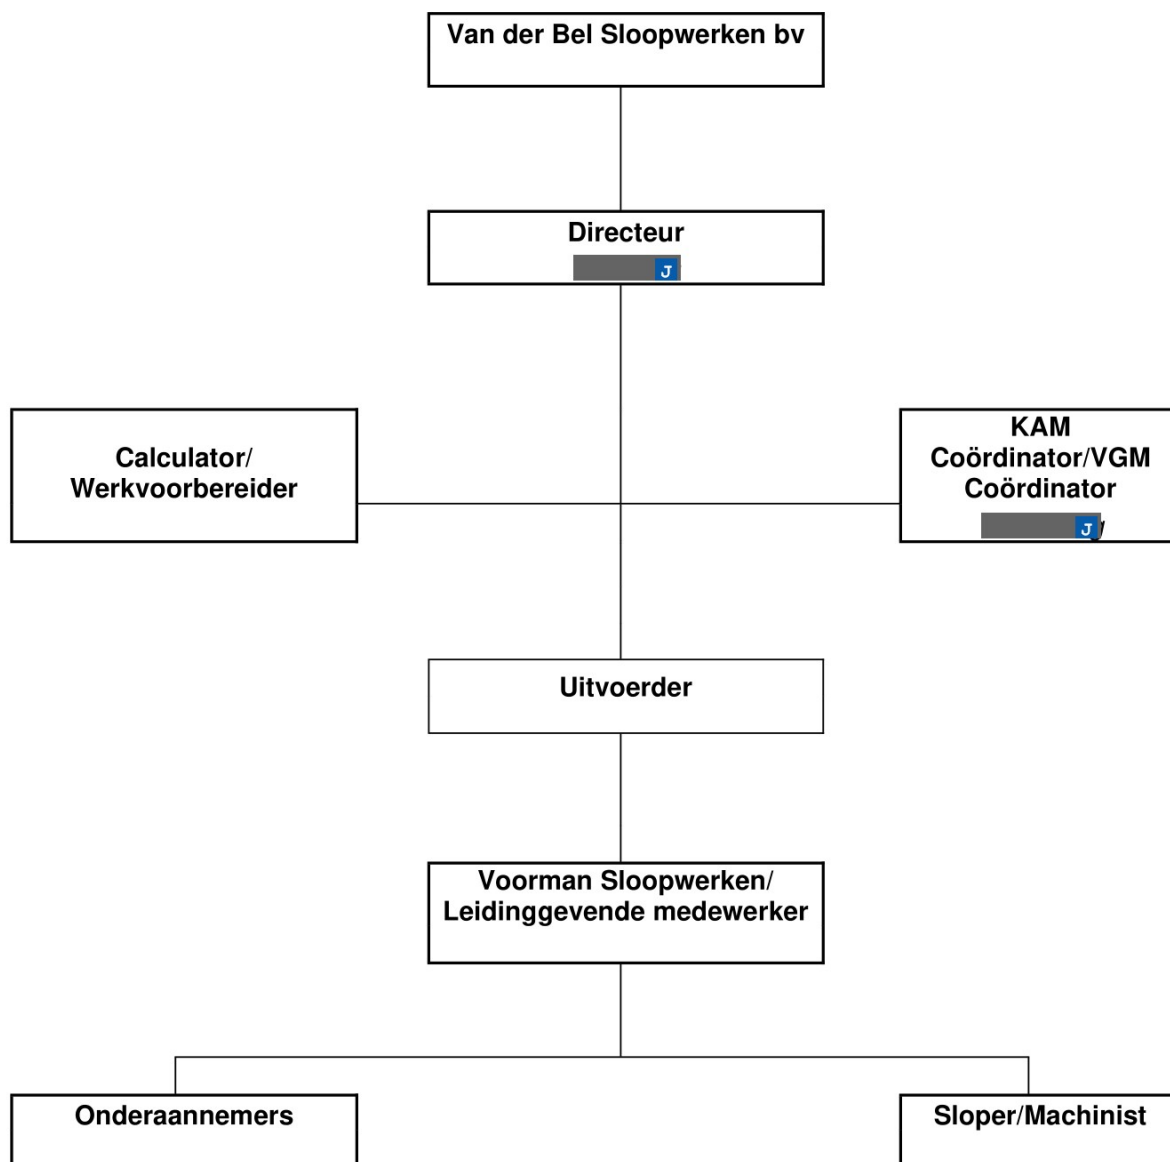 Van der Bel Sloopwerken bv
Directeur
J
Calculator/
Werkvoorbereider
KAM
Coördinator/VGM
Coördinator
J
Uitvoerder
Voorman Sloopwerken/
Leidinggevende medewerker
Onderaannemers
Sloper/Machinist